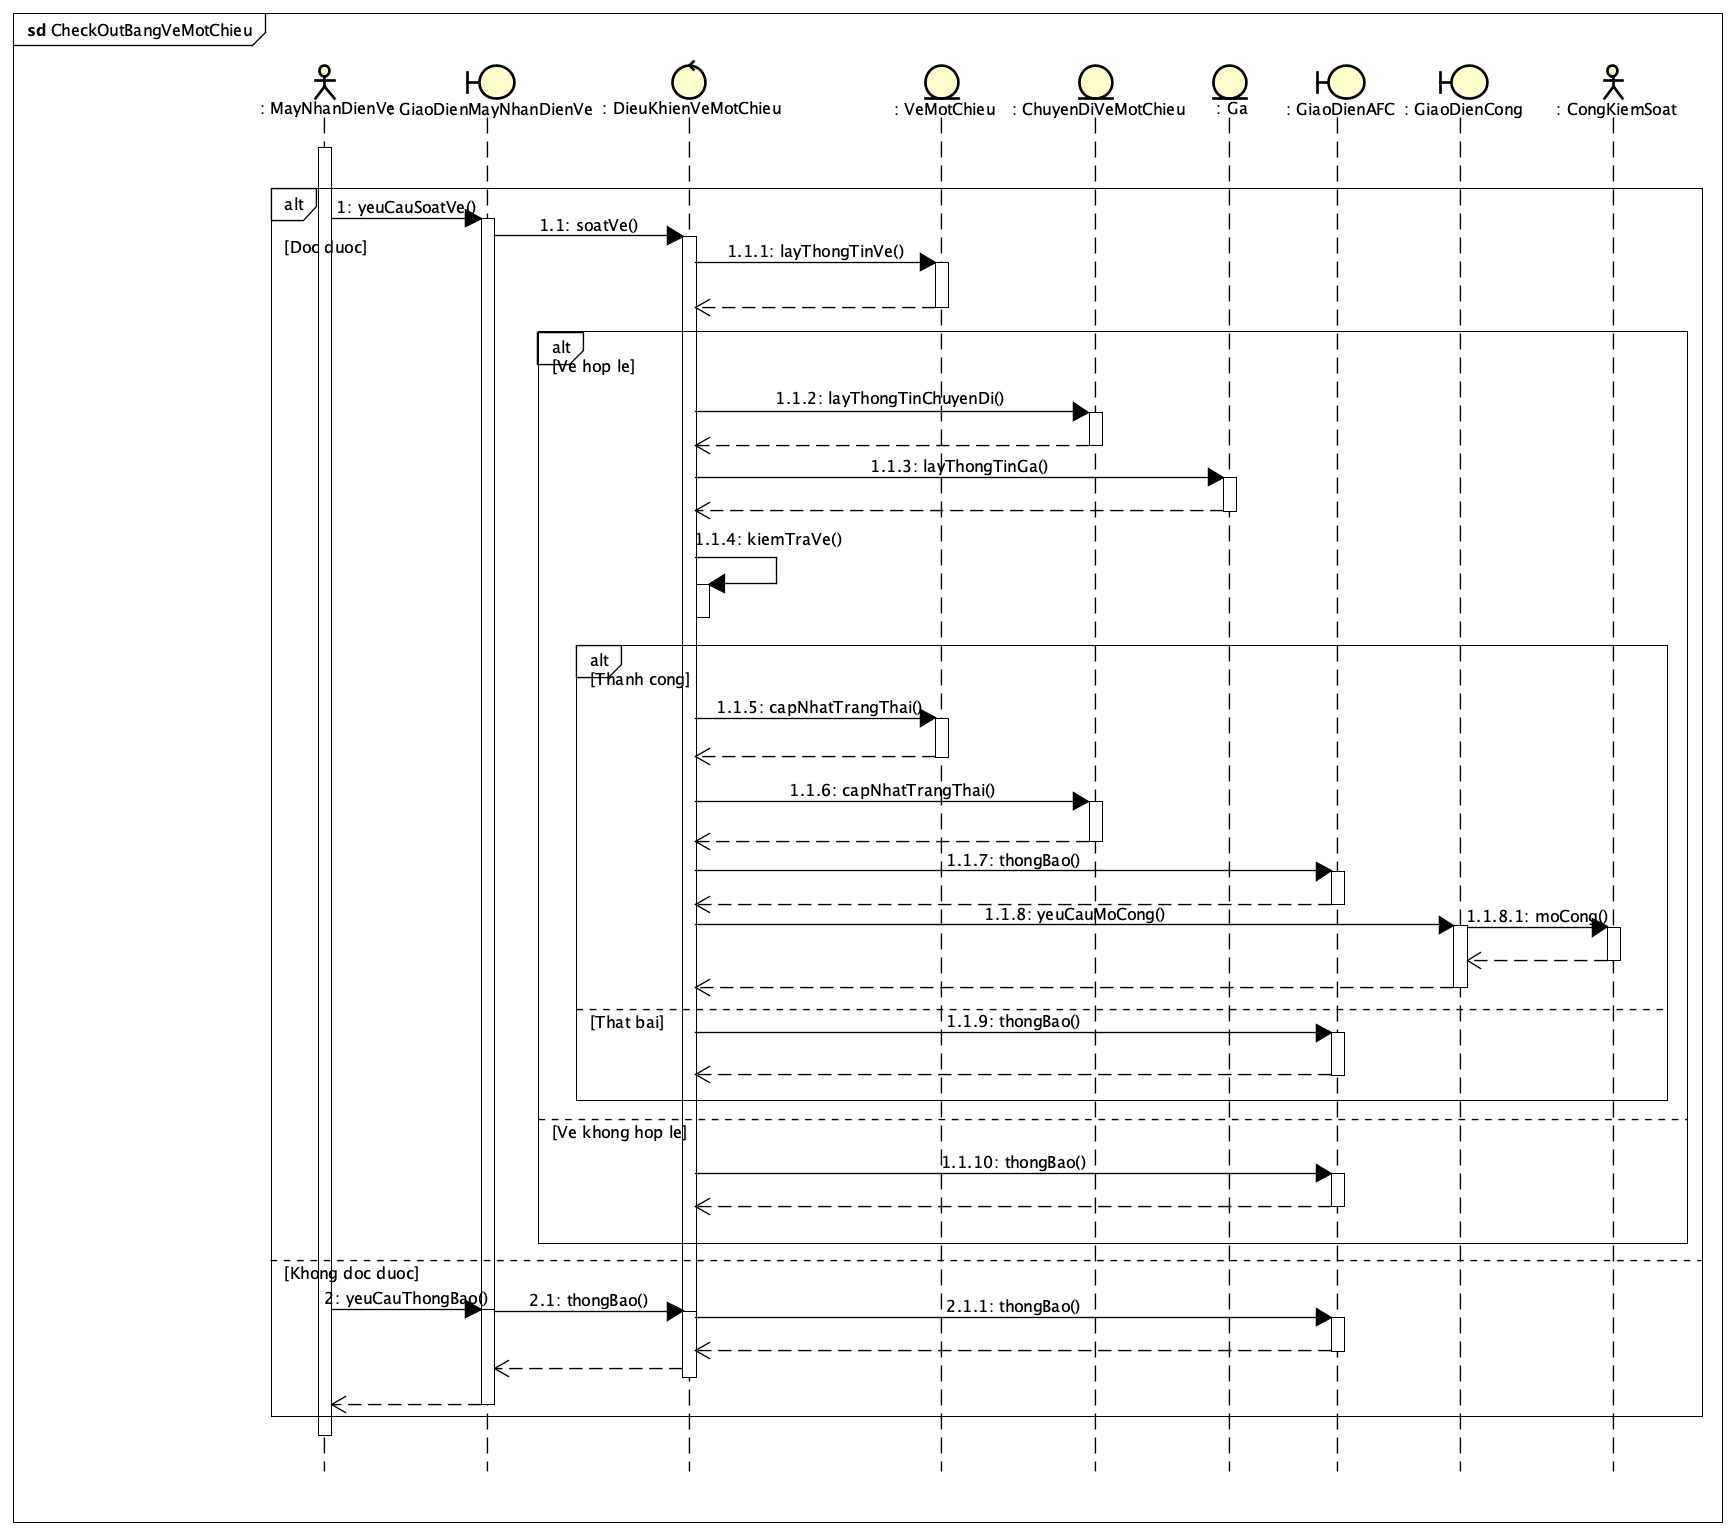 sd CheckOutBangVeMotChieu
: MayNhanDienVe
: GiaoDienMayNhanDienVe
: DieuKhienVeMotChieu
: VeMotChieu
: ChuyenDiVeMotChieu
: Ga
: GiaoDienAFC
: GiaoDienCong
: CongKiemSoat
alt
1: yeuCauSoatVe()
1.1: soatVe()
[Doc duoc]
1.1.1: layThongTinVe()
alt
[Ve hop le]
1.1.2: layThongTinChuyenDi()
1.1.3: layThongTinGa()
1.1.4: kiemTraVe()
alt
[Thanh cong]
1.1.5: capNhatTrangThai()
1.1.6: capNhatTrangThai()
1.1.7: thongBao()
1.1.8: yeuCauMoCong()
1.1.8.1: moCong()
[That bai]
1.1.9: thongBao()
[Ve khong hop le]
1.1.10: thongBao()
[Khong doc duoc]
2: yeuCauThongBao()
2.1: thongBao()
2.1.1: thongBao()